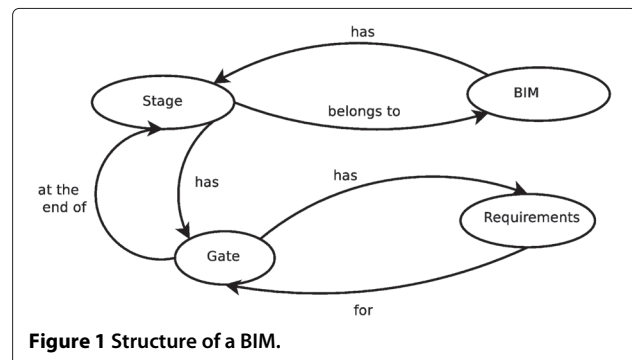 has
Stage
BIM
belongs to
has
has
at the
end of
Requirements
Gate
for
Figure 1 Structure of a BIM.